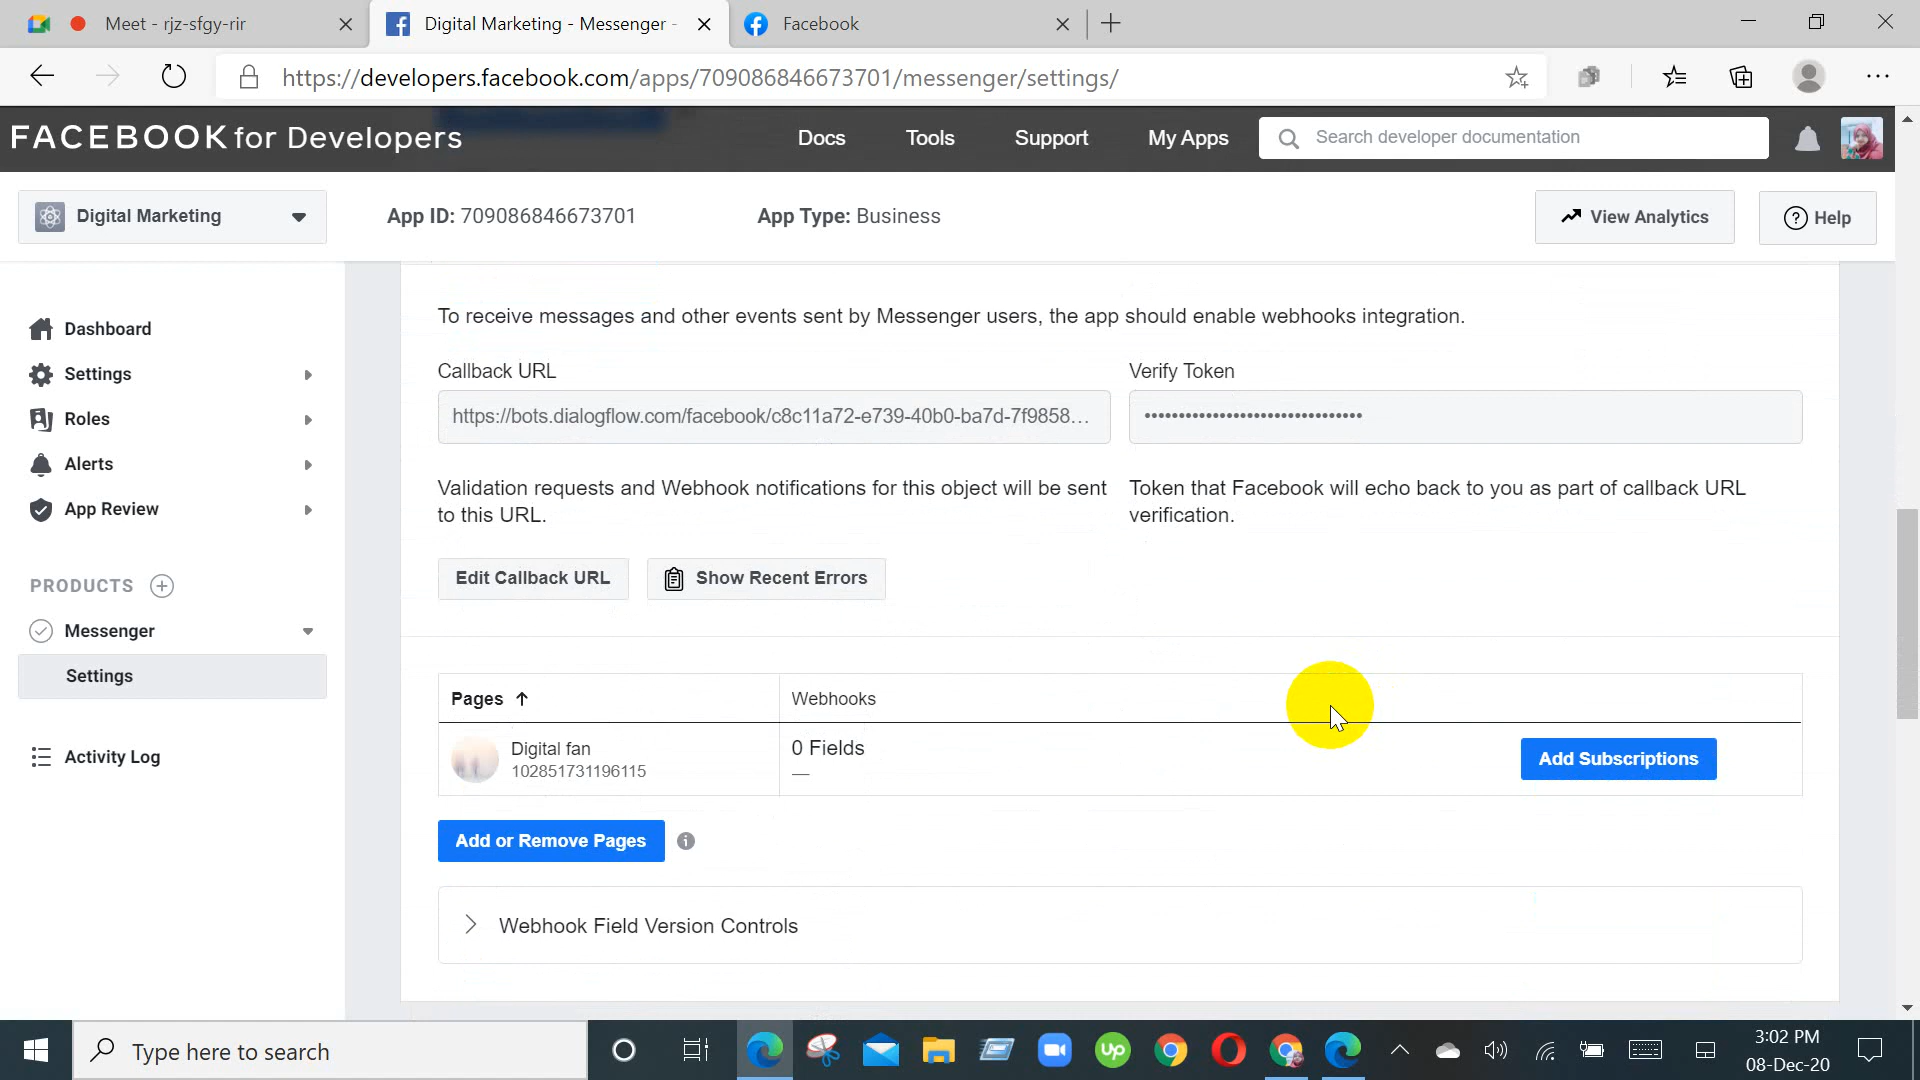 Meet - rjz-sfgy-rir
Digital Marketing - Messenger -
Facebook
https://developers.facebook.com/apps/709086846673701/messenger/settings/
FACEBOOK for Developers
Docs
Tools
Support
My Apps
Search developer documentation
Digital Marketing
App ID: 709086846673701
App Type: Business
View Analytics
Help
Dashboard
Settings
Roles
Alerts
App Review
PRODUCTS
Messenger
Settings
Activity Log
To receive messages and other events sent by Messenger users, the app should enable webhooks integration.
Callback URL
Verify Token
https://bots.dialogflow.com/facebook/c8c11a72-e739-40b0-ba7d-7f9858...
•••••••••••••••••••••••••••••••
Validation requests and Webhook notifications for this object will be sent
to this URL.
Token that Facebook will echo back to you as part of callback URL
verification.
Edit Callback URL
Show Recent Errors
Pages
Webhooks
Digital fan
102851731196115
0 Fields
—
Add Subscriptions
Add or Remove Pages
Webhook Field Version Controls
Type here to search
Up
3:02 PM
08-Dec-20